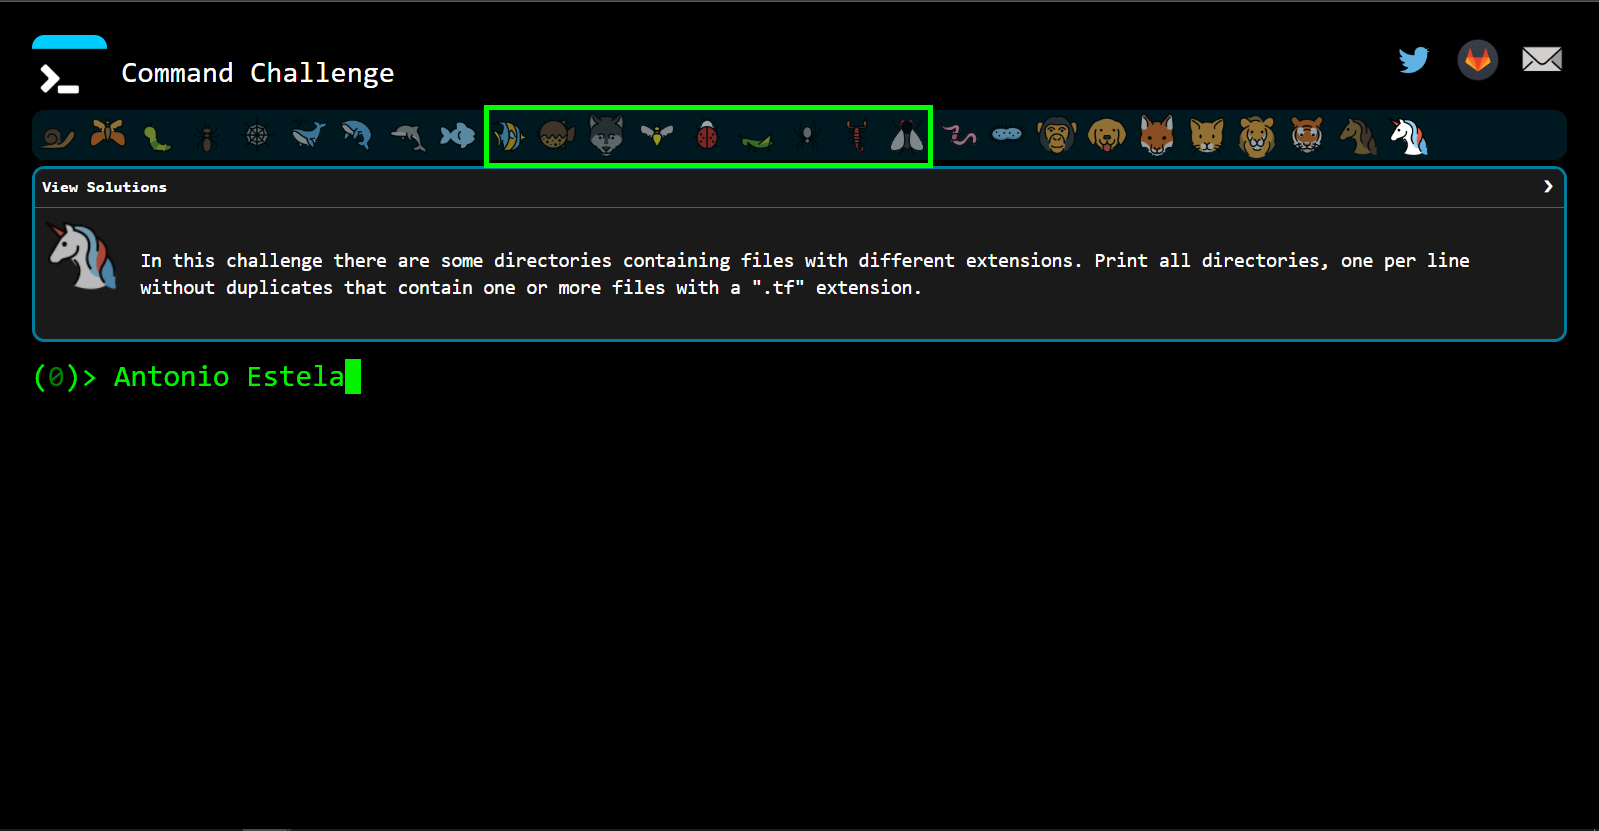 Command Challenge
View Solutions
In this challenge there are some directories containing files with different extensions. Print all directories, one per line
without duplicates that contain one or more files with a ".tf" extension.
(0)> Antonio Estela